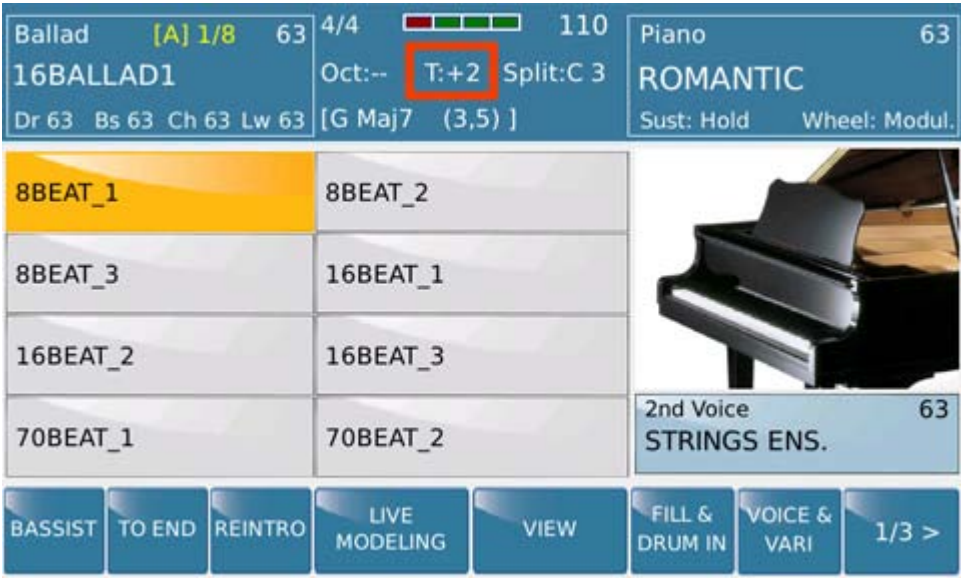 Ballad [A] 1/8 63
16BALLAD1
Dr 63 Bs 63 Ch 63 Lw 63
4/4 110
Oct:-- T:+2 Split:C 3
[G Maj7 (3,5) ]
Piano 63
ROMANTIC
Sust: Hold Wheel: Modul.
8BEAT_1 8BEAT_2
8BEAT_3 16BEAT_1
16BEAT_2 16BEAT_3
70BEAT_1 70BEAT_2
2nd Voice 63
STRINGS ENS.
BASSIST
TO END
REINTRO
LIVE
MODELING
VIEW
FILL &
DRUM IN
VOICE &
VARI
1/3 >